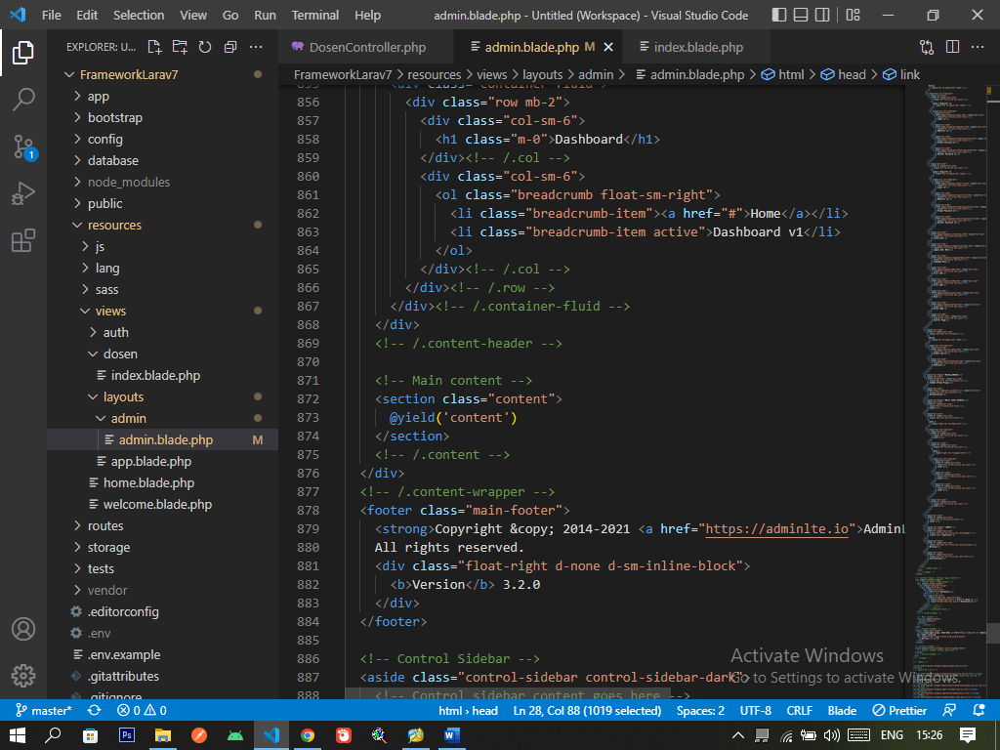 File Edit Selection View Go Run Terminal Help admin.blade.php - Untitled (Workspace) - Visual Studio Code
EXPLORER: U...
DosenController.php
admin.blade.php M
index.blade.php
FrameworkLarav7 > resources > views > layouts > admin > admin.blade.php > html > head > link
FrameworkLarav7
app
bootstrap
config
database
node_modules
public
resources
js
lang
sass
views
auth
dosen
index.blade.php
layouts
admin
admin.blade.php M
app.blade.php
home.blade.php
welcome.blade.php
routes
storage
tests
vendor
.editorconfig
.env
.env.example
.gitattributes
.gitignore
1
855 <div class="container-fluid">
856 <div class="row mb-2">
857 <div class="col-sm-6">
858 <h1 class="m-0">Dashboard</h1>
859 </div><!-- /.col -->
860 <div class="col-sm-6">
861 <ol class="breadcrumb float-sm-right">
862 <li class="breadcrumb-item"><a href="#">Home</a></li>
863 <li class="breadcrumb-item active">Dashboard v1</li>
864 </ol>
865 </div><!-- /.col -->
866 </div><!-- /.row -->
867 </div><!-- /.container-fluid -->
868 </div>
869 <!-- /.content-header -->
870
871 <!-- Main content -->
872 <section class="content">
873 @yield('content')
874 </section>
875 <!-- /.content -->
876 </div>
877 <!-- /.content-wrapper -->
878 <footer class="main-footer">
879 <strong>Copyright &copy; 2014-2021 <a href="https://adminlte.io">AdminL
880 All rights reserved.
881 <div class="float-right d-none d-sm-inline-block">
882 <b>Version</b> 3.2.0
883 </div>
884 </footer>
885
886 <!-- Control Sidebar -->
887 <aside class="control-sidebar control-sidebar-dark">
888 <!-- Control sidebar content goes here -->
Activate Windows
Go to Settings to activate Windows.
master* 0 0 html > head Ln 28, Col 88 (1019 selected) Spaces: 2 UTF-8 CRLF Blade Prettier
Ps
W
ENG 15:26